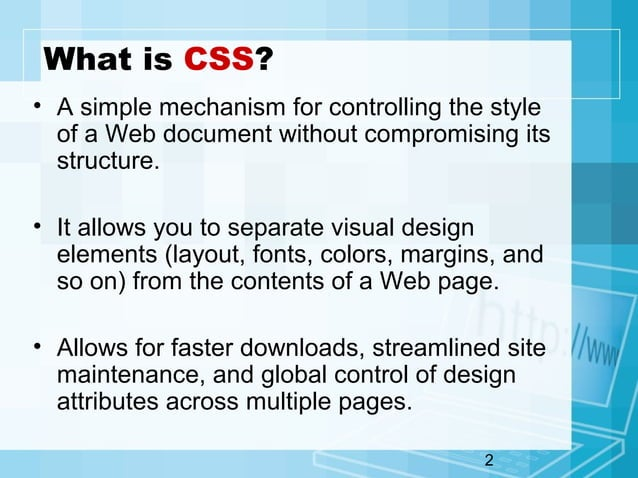 What is CSS?
• A simple mechanism for controlling the style
of a Web document without compromising its
structure.
• It allows you to separate visual design
elements (layout, fonts, colors, margins, and
so on) from the contents of a Web page.
• Allows for faster downloads, streamlined site
maintenance, and global control of design
attributes across multiple pages.
http://www
2